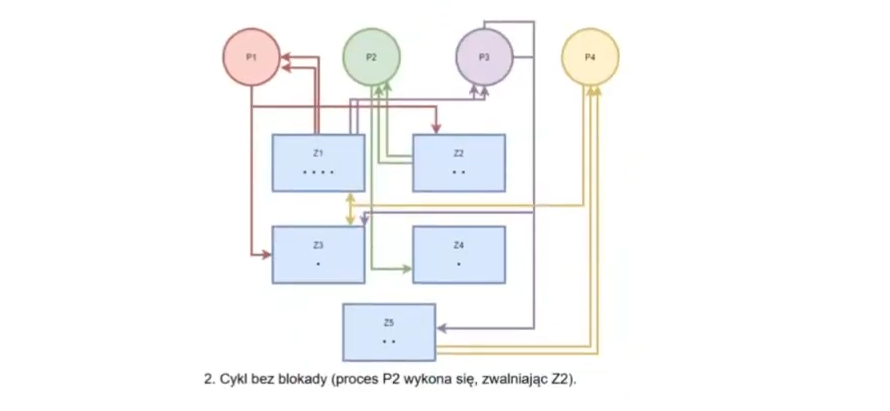 P1
P2
P3
P4
Z1
Z2
Z3
Z4
Z5
2. Cykl bez blokady (proces P2 wykona się, zwalniając Z2).